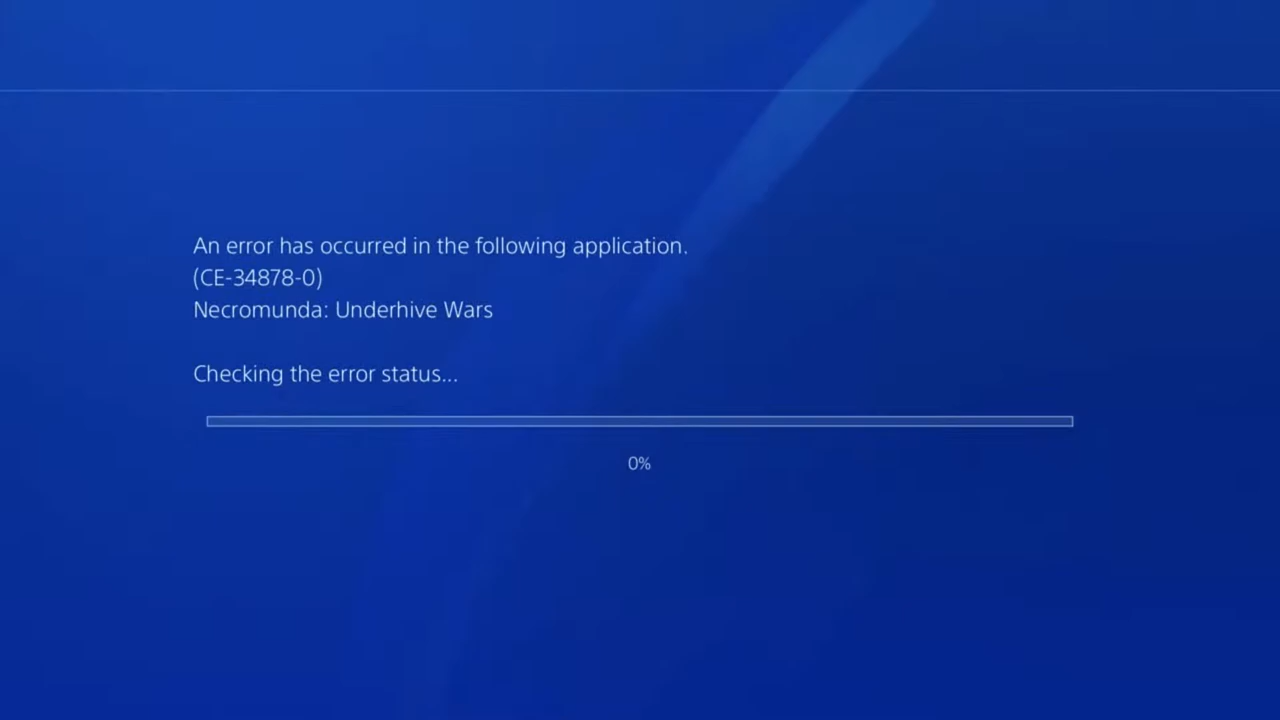 An error has occurred in the following application.
(CE-34878-0)
Necromunda: Underhive Wars
Checking the error status...
0%